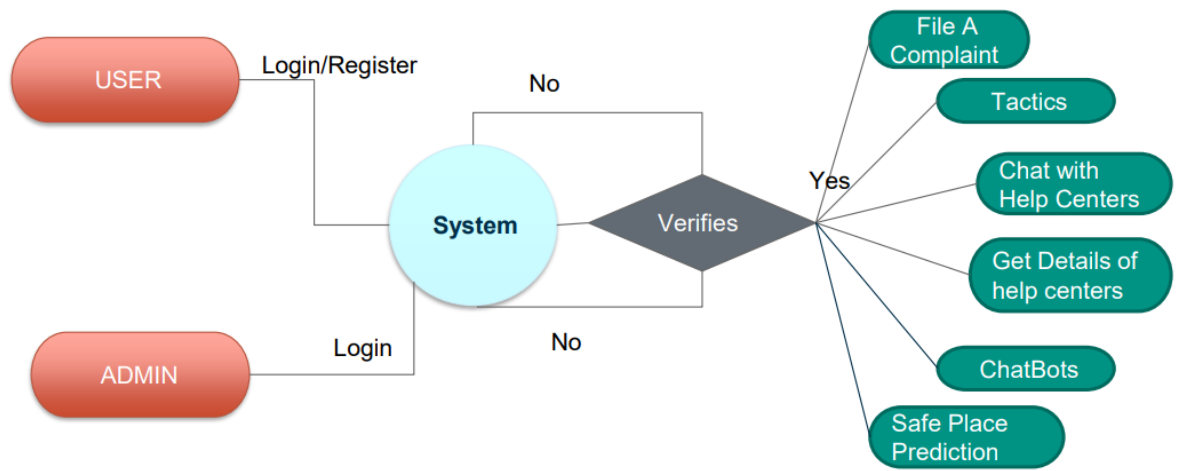 USER
Login/Register
No
File A
Complaint
Tactics
Yes
Chat with
Help Centers
System
Verifies
Get Details of
help centers
No
Login
ADMIN
ChatBots
Safe Place
Prediction